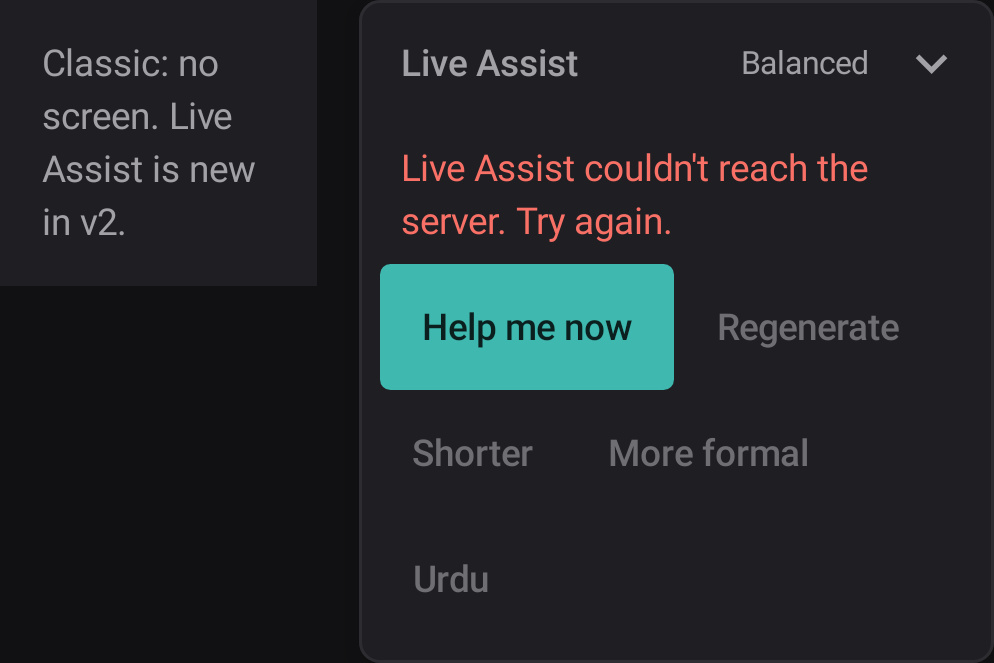 Classic: no
screen. Live
Assist is new
in v2.
Live Assist
Balanced
Live Assist couldn't reach the
server. Try again.
Help me now
Regenerate
Shorter
More formal
Urdu